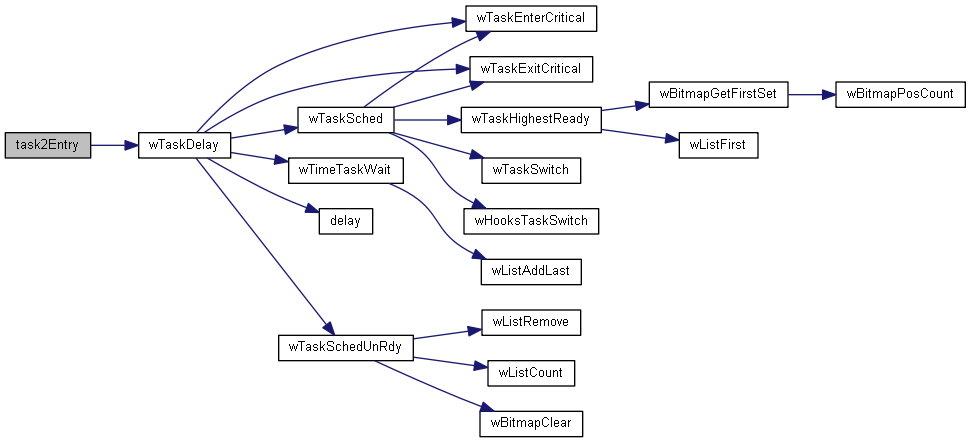 wTaskEnterCritical
wTaskExitCritical
wBitmapGetFirstSet
wBitmapPosCount
wTaskSched
wTaskHighestReady
task2Entry
wTaskDelay
wListFirst
wTimeTaskWait
wTaskSwitch
delay
wHooksTaskSwitch
wListAddLast
wListRemove
wTaskSchedUnRdy
wListCount
wBitmapClear